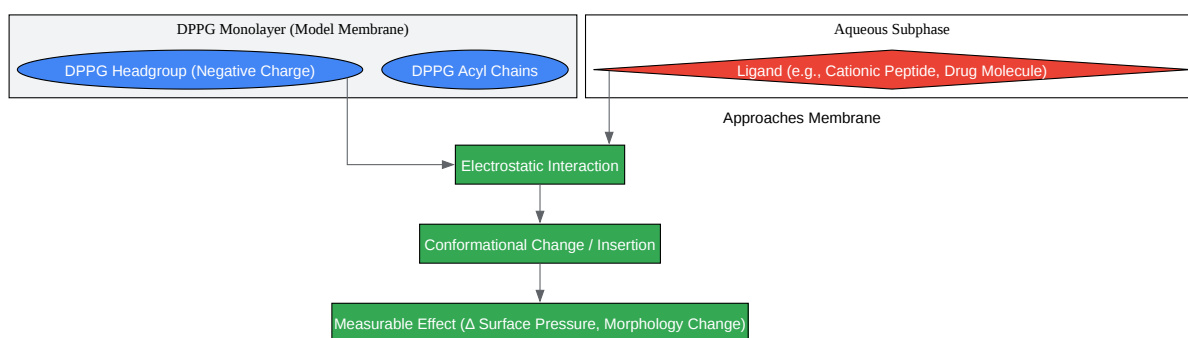 DPPG Monolayer (Model Membrane)
Aqueous Subphase
DPPG Headgroup (Negative Charge)
DPPG Acyl Chains
Ligand (e.g., Cationic Peptide, Drug Molecule)
Approaches Membrane
Electrostatic Interaction
Conformational Change / Insertion
Measurable Effect (Δ Surface Pressure, Morphology Change)